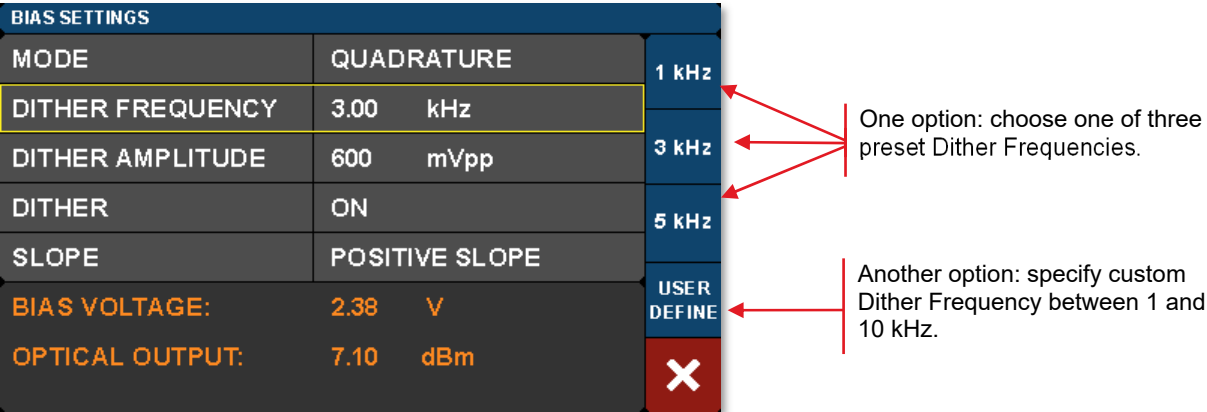 BIAS SETTINGS
MODE QUADRATURE
DITHER FREQUENCY 3.00 kHz
DITHER AMPLITUDE 600 mVpp
DITHER ON
SLOPE POSITIVE SLOPE
BIAS VOLTAGE: 2.38 V
OPTICAL OUTPUT: 7.10 dBm
1 kHz
3 kHz
5 kHz
USER
DEFINE
One option: choose one of three
preset Dither Frequencies.
Another option: specify custom
Dither Frequency between 1 and
10 kHz.